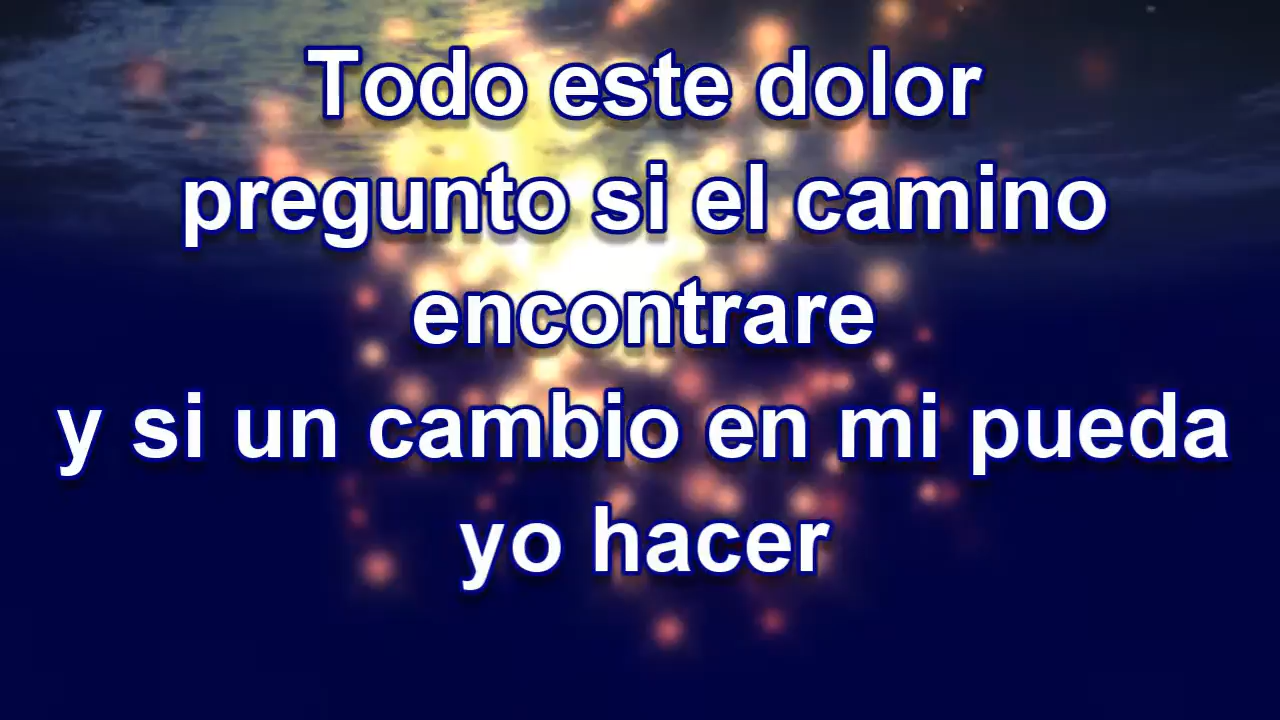 Todo este dolor
pregunto si el camino
encontrare
y si un cambio en mi pueda
yo hacer